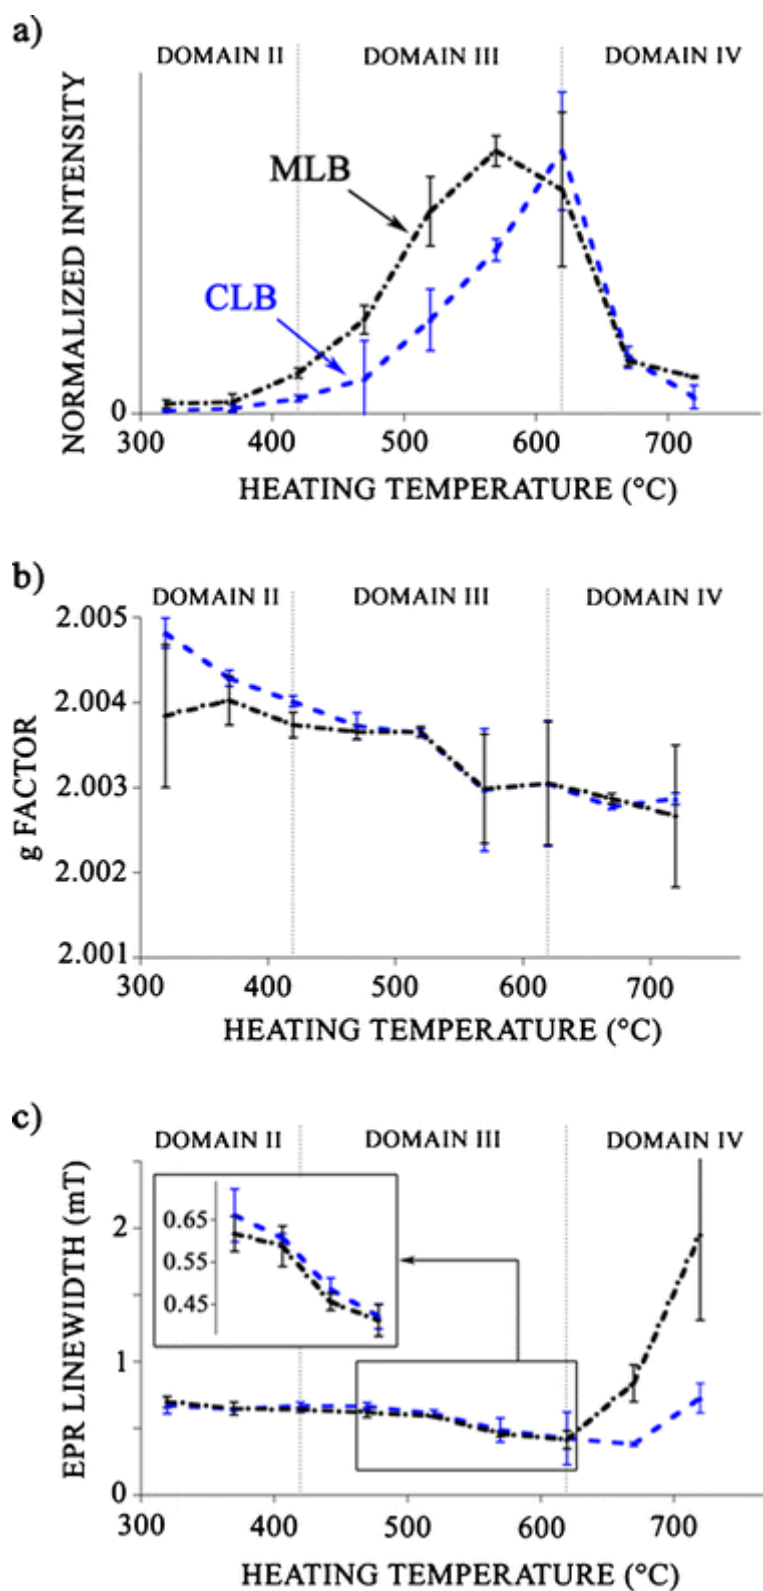 a)
DOMAIN II DOMAIN III DOMAIN IV
NORMALIZED INTENSITY
MLB
CLB
0
300 400 500 600 700
HEATING TEMPERATURE (°C)
b)
DOMAIN II DOMAIN III DOMAIN IV
g FACTOR
2.005
2.004
2.003
2.002
2.001
300 400 500 600 700
HEATING TEMPERATURE (°C)
c)
DOMAIN II DOMAIN III DOMAIN IV
EPR LINEWIDTH (mT)
2
0.65
0.55
0.45
1
0
300 400 500 600 700
HEATING TEMPERATURE (°C)